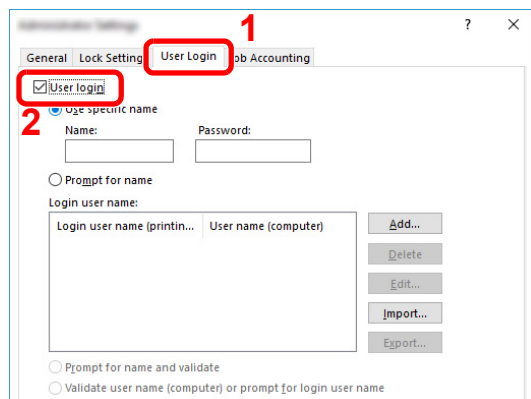 1
? ×
General Lock Setting User Login ob Accounting
User login
2
Use specific name
Name: Password:
Prompt for name
Login user name:
Login user name (printin... User name (computer)
Add...
Delete
Edit...
Import...
Export...
Prompt for name and validate
Validate user name (computer) or prompt for login user name